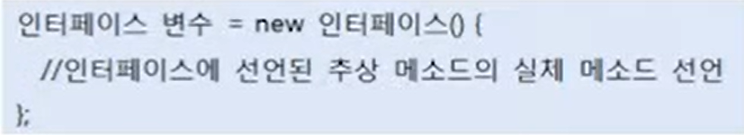 인터페이스 변수 = new 인터페이스() {
//인터페이스에 선언된 추상 메소드의 실체 메소드 선언
};